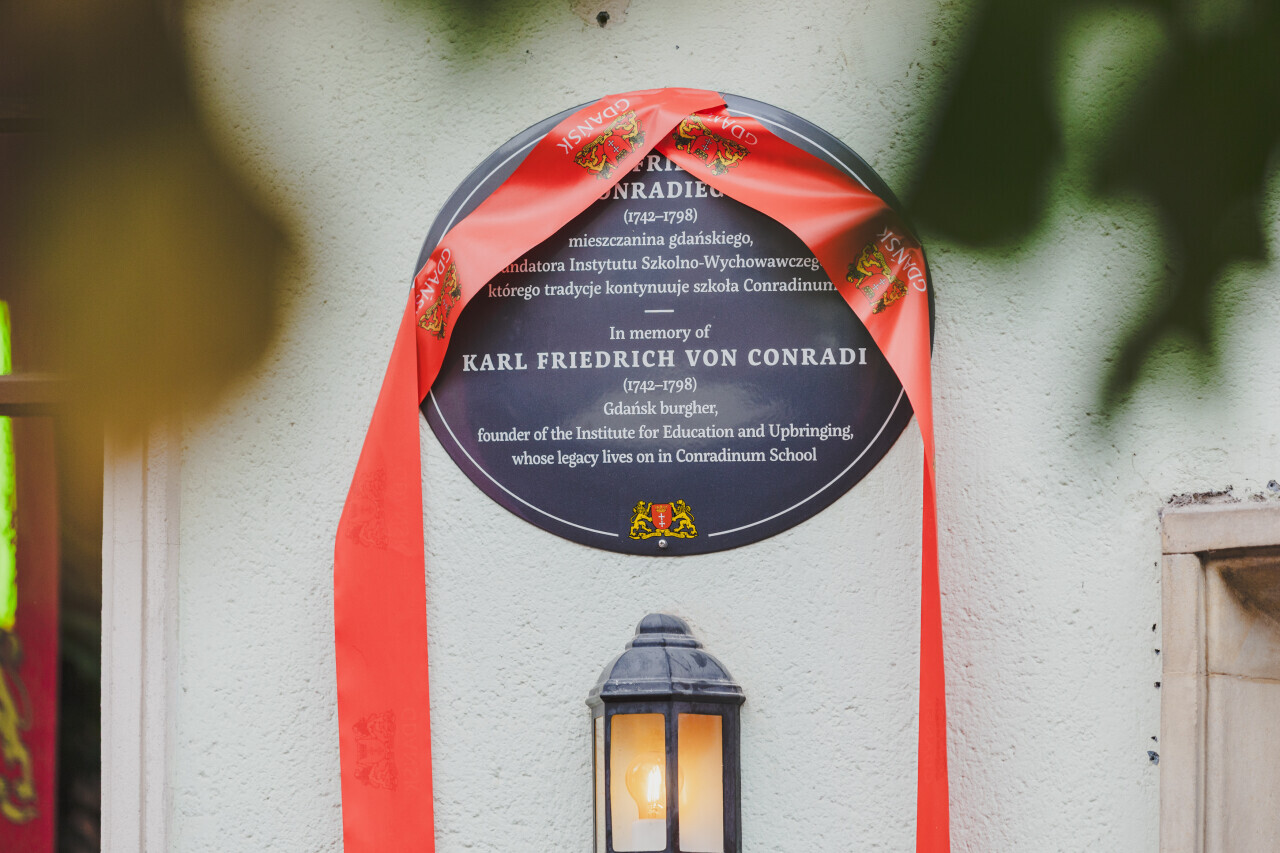 GDAŃSK
GDAŃSK
(1742–1798)
mieszczanina gdańskiego,
Instytutu Szkolno-Wychowawczego
którego tradycje kontynuuje szkoła Conradinum
In memory of
KARL FRIEDRICH VON CONRADI
(1742–1798)
Gdańsk burgher,
founder of the Institute for Education and Upbringing,
whose legacy lives on in Conradinum School
GDAŃSK
GDAŃSK